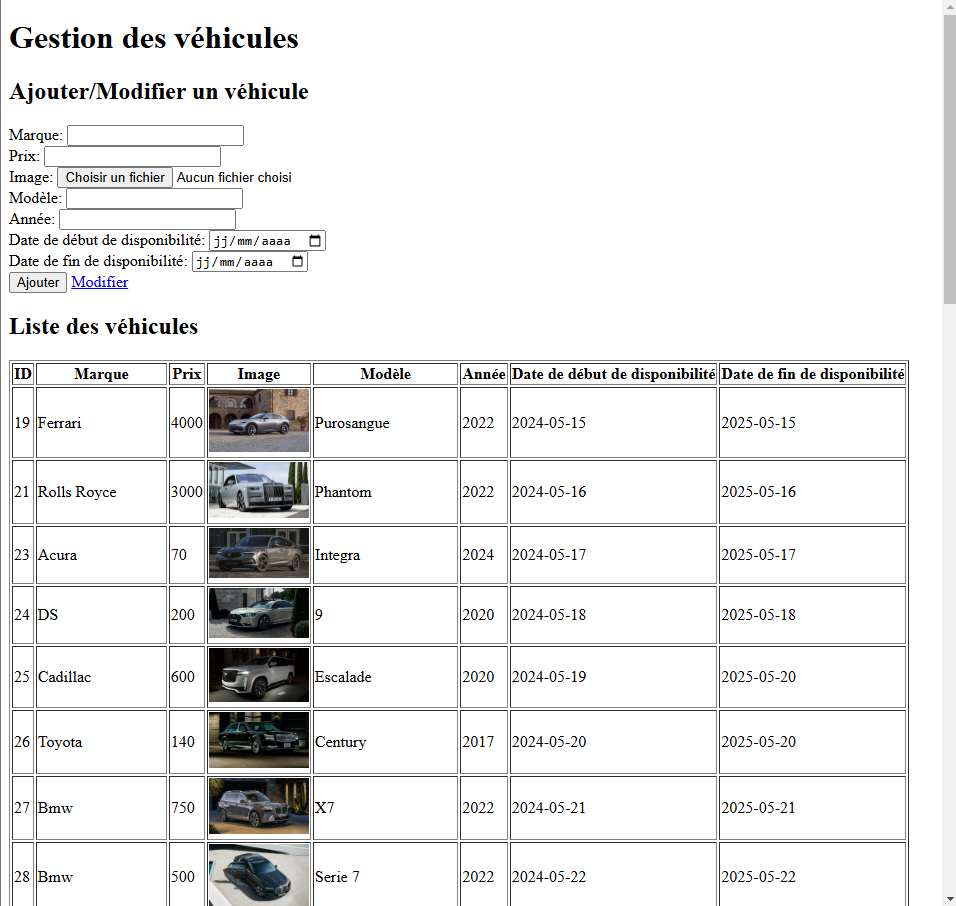 Gestion des véhicules
Ajouter/Modifier un véhicule
Marque:
Prix:
Image: Choisir un fichier Aucun fichier choisi
Modèle:
Année:
Date de début de disponibilité: jj/mm/aaaa
Date de fin de disponibilité: jj/mm/aaaa
Ajouter Modifier
Liste des véhicules
ID Marque Prix Image Modèle Année Date de début de disponibilité Date de fin de disponibilité
19 Ferrari 4000 Purosangue 2022 2024-05-15 2025-05-15
21 Rolls Royce 3000 Phantom 2022 2024-05-16 2025-05-16
23 Acura 70 Integra 2024 2024-05-17 2025-05-17
24 DS 200 9 2020 2024-05-18 2025-05-18
25 Cadillac 600 Escalade 2020 2024-05-19 2025-05-20
26 Toyota 140 Century 2017 2024-05-20 2025-05-20
27 Bmw 750 X7 2022 2024-05-21 2025-05-21
28 Bmw 500 Serie 7 2022 2024-05-22 2025-05-22